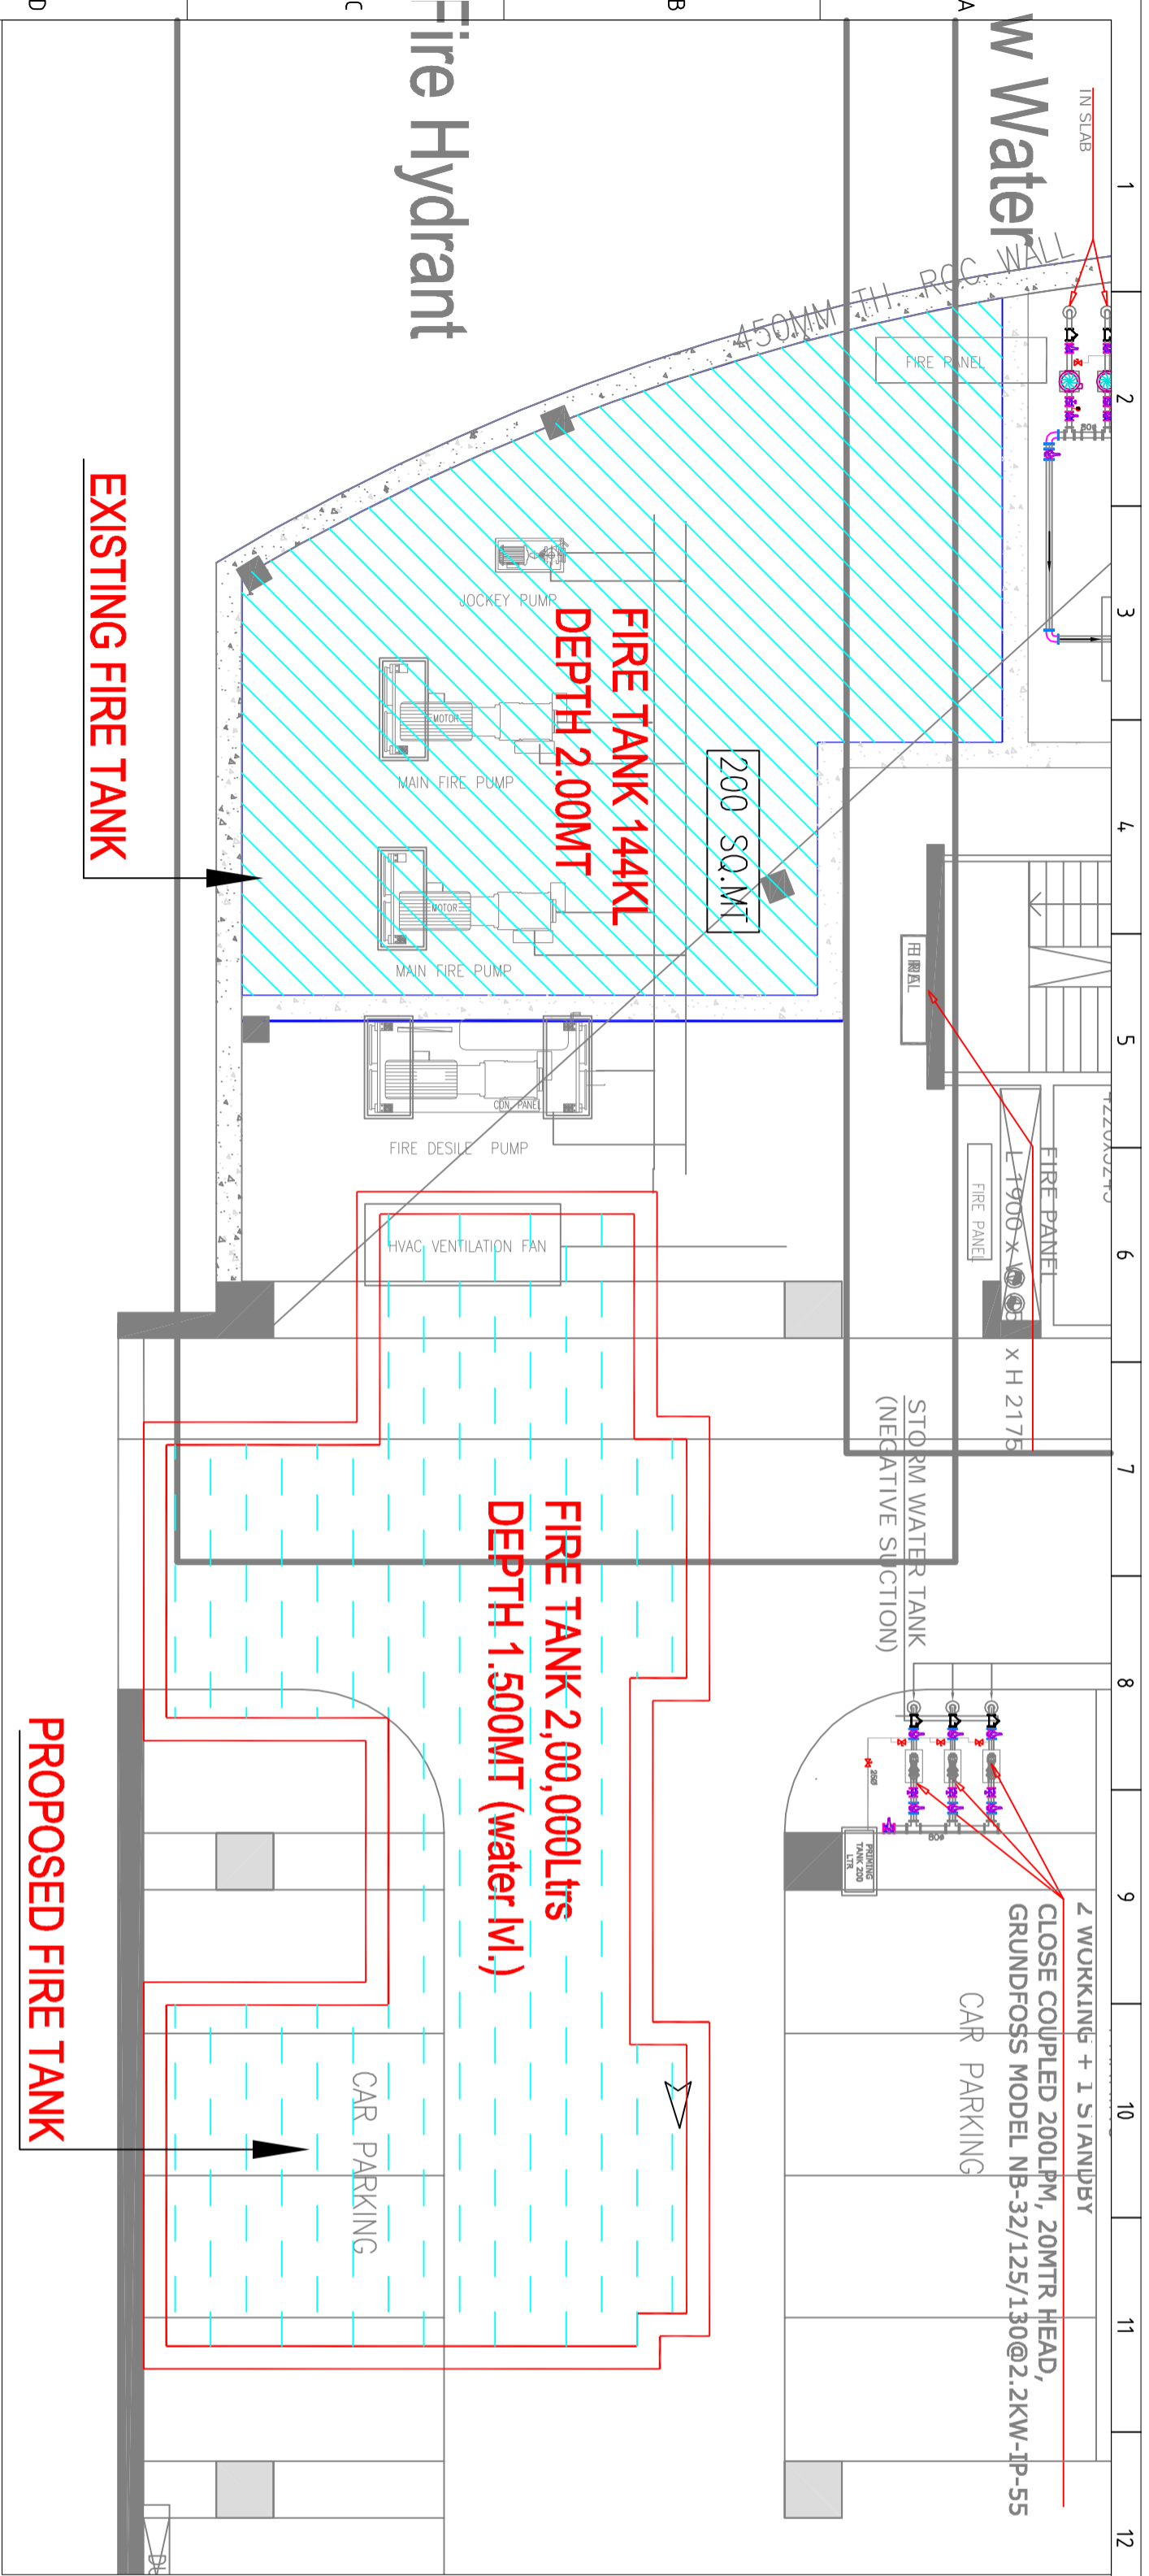 D
C
B
A
1
2
3
4
5
6
7
8
9
10
11
12
w Water
Fire Hydrant
IN SLAB
450MM TH. RCC WALL
FIRE PANEL
80ø
JOCKEY PUMP
FIRE TANK 144KL
DEPTH 2.00MT
200 SQ.MT
MOTOR
MAIN FIRE PUMP
MOTOR
MAIN FIRE PUMP
EXISTING FIRE TANK
CON. PANEL
FIRE DESILE PUMP
HVAC VENTILATION FAN
FIRE PANEL
L 1900 x
x H 2175
FIRE PANEL
STORM WATER TANK
(NEGATIVE SUCTION)
FIRE TANK 2,00,000Ltrs
DEPTH 1.500MT (water lvl.)
25Ø
80ø
PRIMING
TANK 200
LTR
2 WORKING + 1 STANDBY
CLOSE COUPLED 200LPM, 20MTR HEAD,
GRUNDFOSS MODEL NB-32/125/130@2.2KW-IP-55
CAR PARKING
CAR PARKING
PROPOSED FIRE TANK